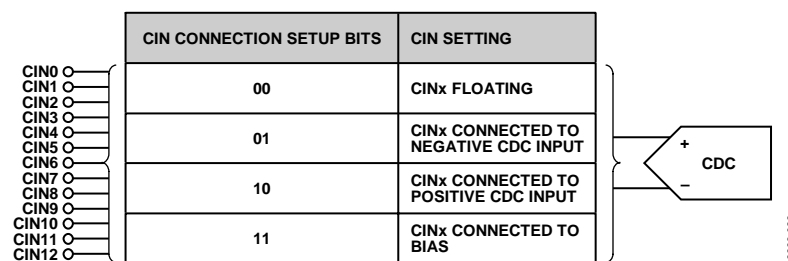 CIN CONNECTION SETUP BITS
CIN SETTING
CIN0
CIN1
CIN2
CIN3
CIN4
CIN5
CIN6
CIN7
CIN8
CIN9
CIN10
CIN11
CIN12
00
CINx FLOATING
01
CINx CONNECTED TO
NEGATIVE CDC INPUT
10
CINx CONNECTED TO
POSITIVE CDC INPUT
11
CINx CONNECTED TO
BIAS
+
CDC
–